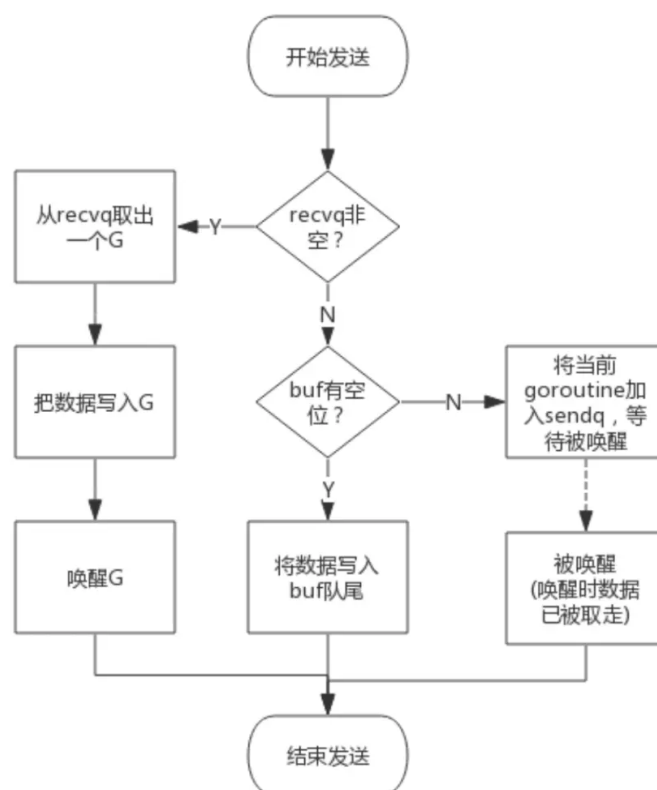 开始发送
recvq非
空？
Y
从recvq取出
一个G
N
把数据写入G
buf有空
位？
N
将当前
goroutine加
入sendq，等
待被唤醒
Y
唤醒G
将数据写入
buf队尾
被唤醒
(唤醒时数据
已被取走)
结束发送